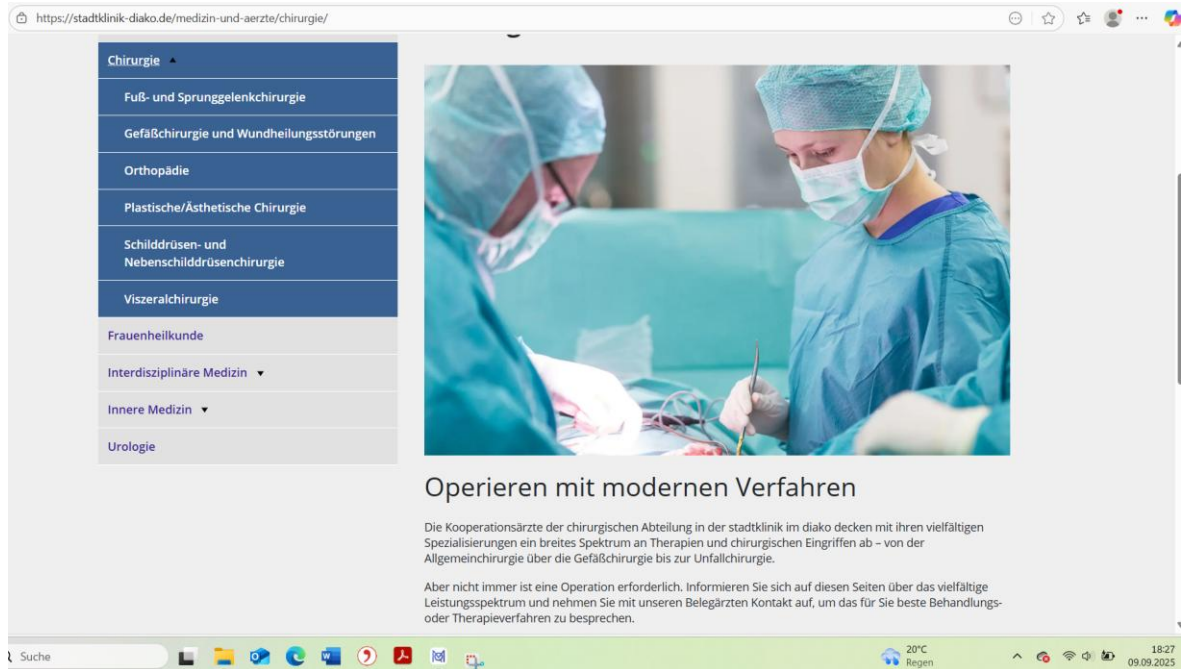 https://stadtklinik-diako.de/medizin-und-aerzte/chirurgie/
Chirurgie
Fuß- und Sprunggelenkchirurgie
Gefäßchirurgie und Wundheilungsstörungen
Orthopädie
Plastische/Ästhetische Chirurgie
Schilddrüsen- und
Nebenschilddrüsenchirurgie
Viszeralchirurgie
Frauenheilkunde
Interdisziplinäre Medizin
Innere Medizin
Urologie
Operieren mit modernen Verfahren
Die Kooperationsärzte der chirurgischen Abteilung in der stadtklinik im diako decken mit ihren vielfältigen
Spezialisierungen ein breites Spektrum an Therapien und chirurgischen Eingriffen ab – von der
Allgemeinchirurgie über die Gefäßchirurgie bis zur Unfallchirurgie.
Aber nicht immer ist eine Operation erforderlich. Informieren Sie sich auf diesen Seiten über das vielfältige
Leistungsspektrum und nehmen Sie mit unseren Belegärzten Kontakt auf, um das für Sie beste Behandlungs-
oder Therapieverfahren zu besprechen.
Suche
20°C
Regen
18:27
09.09.2025